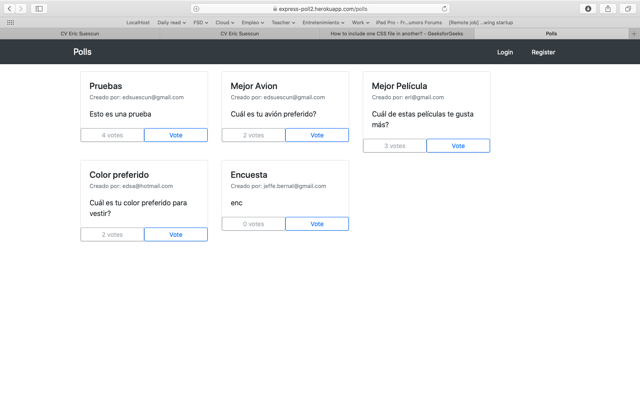 express-poll2.herokuapp.com/polls
LocalHost Daily read FSD Cloud Empleo Teacher Entretenimiento Work iPad Pro - Fr...umoro Forums [Remote job] ...wing startup
CV Eric Suescun CV Eric Suescun How to include one CSS file in another? - GeeksforGeeks Polls
Polls Login Register
Pruebas
Creado por: edsuescun@gmail.com
Esto es una prueba
4 votes Vote
Mejor Avion
Creado por: edsuescun@gmail.com
Cuál es tu avión preferido?
2 votes Vote
Mejor Película
Creado por: eri@gmail.com
Cuál de estas películas te gusta
más?
3 votes Vote
Color preferido
Creado por: edsa@hotmail.com
Cuál es tu color preferido para
vestir?
2 votes Vote
Encuesta
Creado por: jeffe.bernal@gmail.com
enc
0 votes Vote